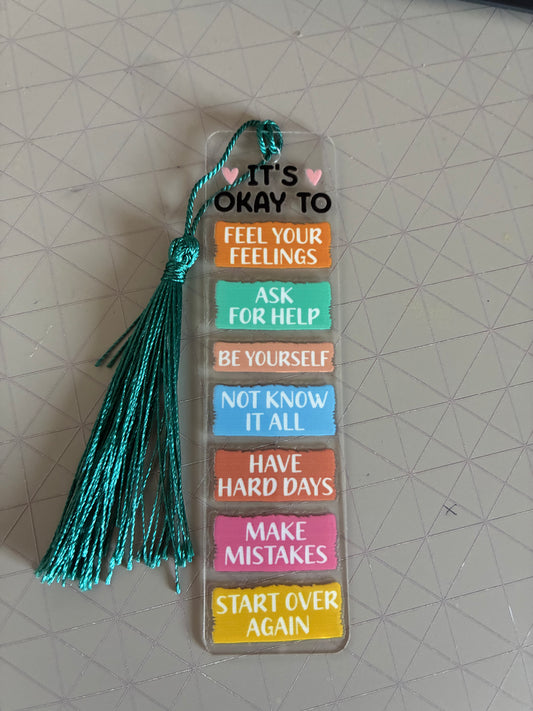 IT'S
OKAY TO
FEEL YOUR
FEELINGS
ASK
FOR HELP
BE YOURSELF
NOT KNOW
IT ALL
HAVE
HARD DAYS
MAKE
MISTAKES
START OVER
AGAIN